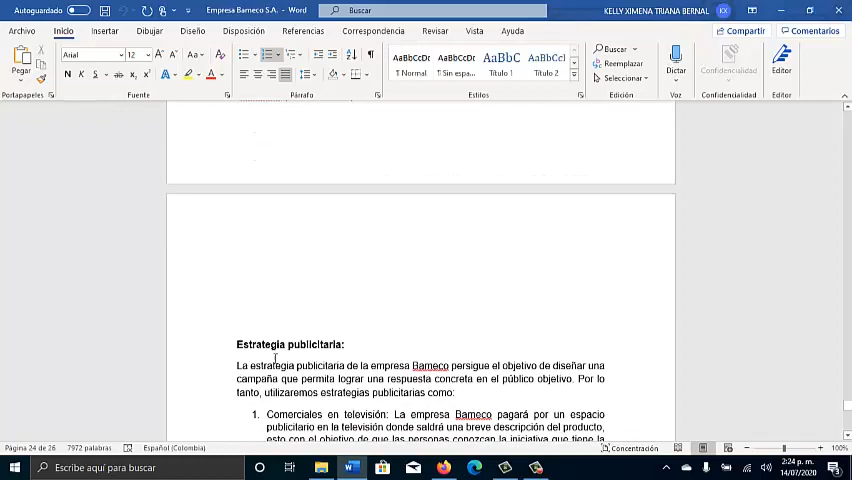 Autoguardado
Empresa Bameco S.A. - Word
Buscar
KELLY XIMENA TRIANA BERNAL
KX
Archivo Inicio Insertar Dibujar Diseño Disposición Referencias Correspondencia Revisar Vista Ayuda
Compartir Comentarios
Pegar
Arial 12
N K S
AaBbCcDc AaBbCcDc AaBbC AaBbCcD
¶ Normal ¶ Sin espa... Título 1 Título 2
Buscar
Reemplazar
Seleccionar
Dictar
Confidencialidad
Editor
Portapapeles Fuente Párrafo Estilos Edición Voz Confidencialidad Editor
Estrategia publicitaria:
La estrategia publicitaria de la empresa Bameco persigue el objetivo de diseñar una
campaña que permita lograr una respuesta concreta en el público objetivo. Por lo
tanto, utilizaremos estrategias publicitarias como:
1. Comerciales en televisión: La empresa Bameco pagará por un espacio
publicitario en la televisión donde saldrá una breve descripción del producto,
esto con el objetivo de que las personas conozcan la iniciativa que tiene la
Página 24 de 26 7972 palabras Español (Colombia) Concentración 100%
Escribe aquí para buscar
2:24 p. m.
14/07/2020
3